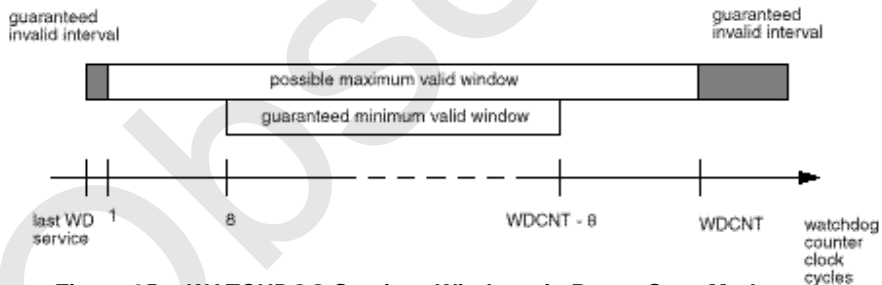 guaranteed
invalid interval
guaranteed
invalid interval
possible maximum valid window
guaranteed minimum valid window
last WD
service
1
8
WDCNT - 8
WDCNT
watchdog
counter
clock
cycles